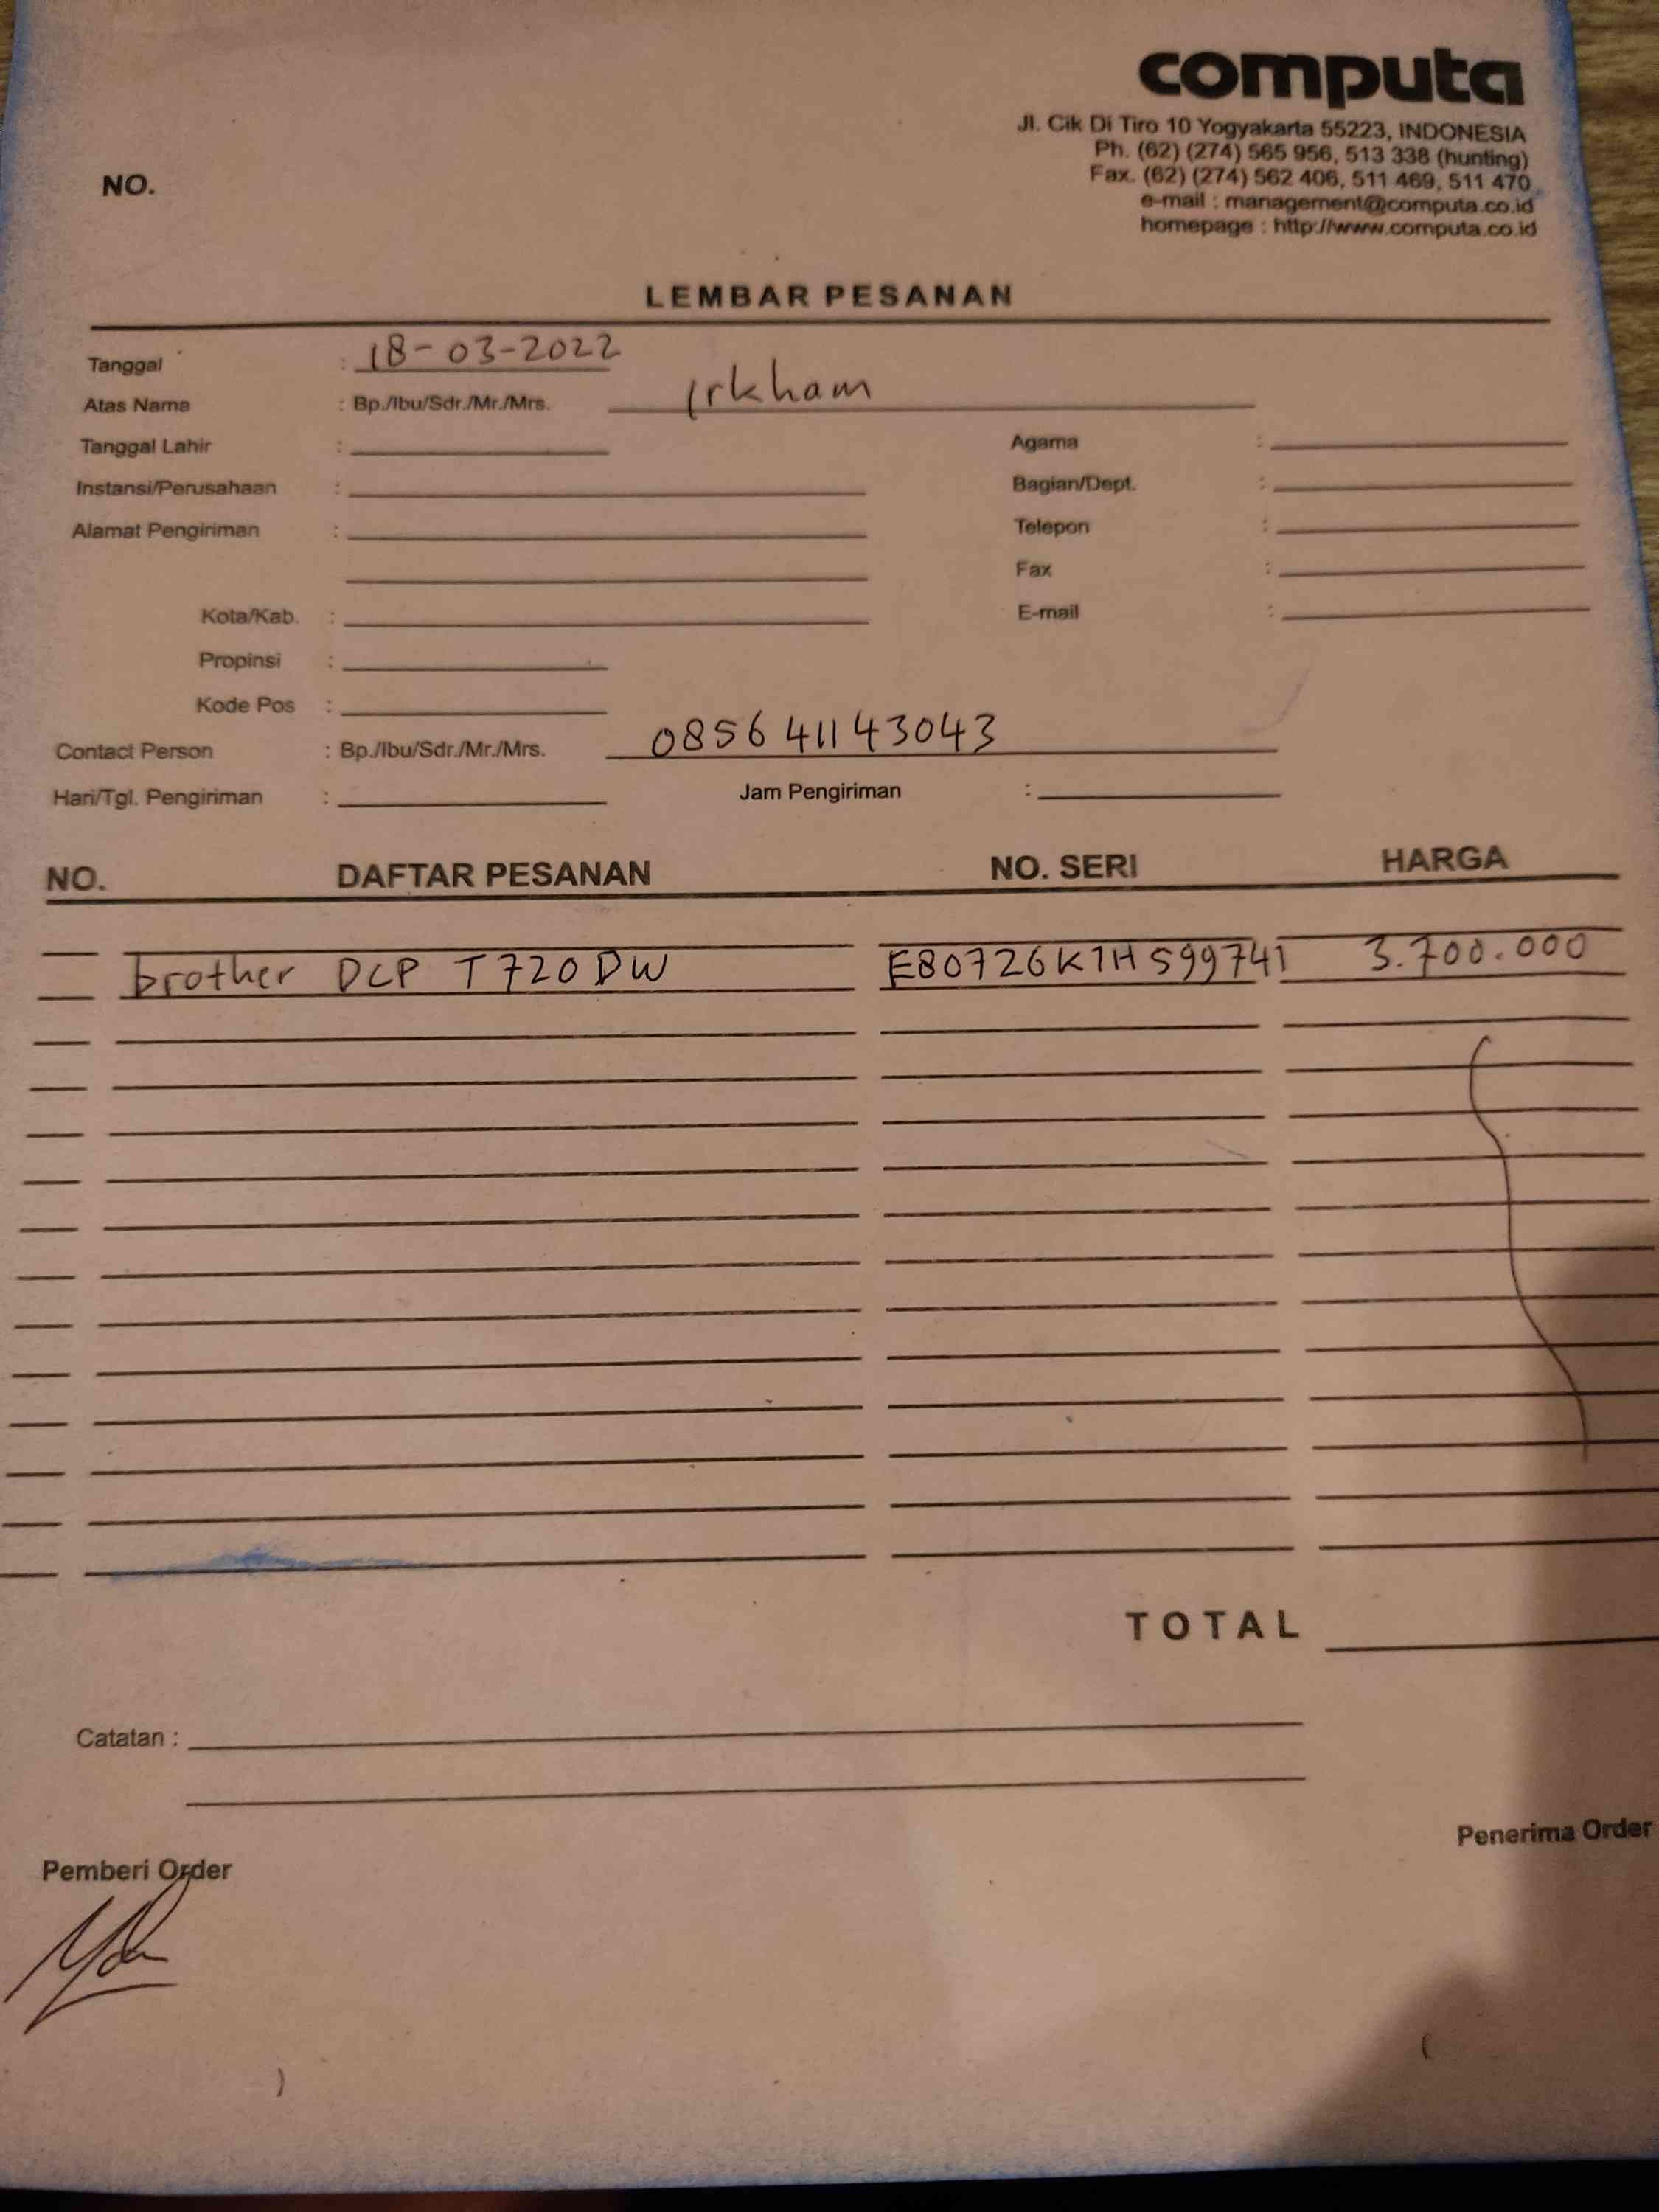 computa
Jl. Cik Di Tiro 10 Yogyakarta 55223, INDONESIA
Ph. (62) (274) 565 956, 513 338 (hunting)
Fax. (62) (274) 562 406, 511 469, 511 470
e-mail : management@computa.co.id
homepage : http://www.computa.co.id
NO.
LEMBAR PESANAN
Tanggal : 18-03-2022
Atas Nama : Bp./Ibu/Sdr./Mr./Mrs. Irkham
Tanggal Lahir : Agama :
Instansi/Perusahaan : Bagian/Dept. :
Alamat Pengiriman : Telepon :
Fax :
Kota/Kab. : E-mail :
Propinsi :
Kode Pos :
Contact Person : Bp./Ibu/Sdr./Mr./Mrs. 085641143043
Hari/Tgl. Pengiriman : Jam Pengiriman :
NO. DAFTAR PESANAN NO. SERI HARGA
brother DCP T720DW E80726K1H599741 3.700.000
TOTAL
Catatan :
Pemberi Order Penerima Order
) (